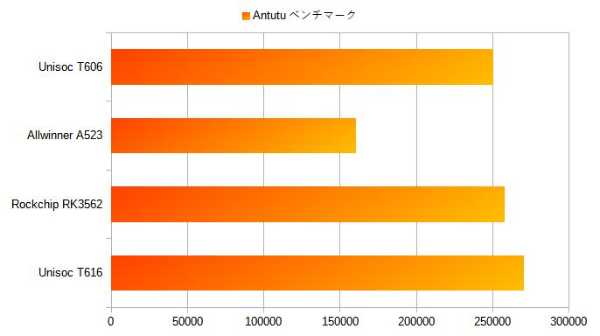 Antutu ベンチマーク
Unisoc T606
Allwinner A523
Rockchip RK3562
Unisoc T616
0 50000 100000 150000 200000 250000 300000